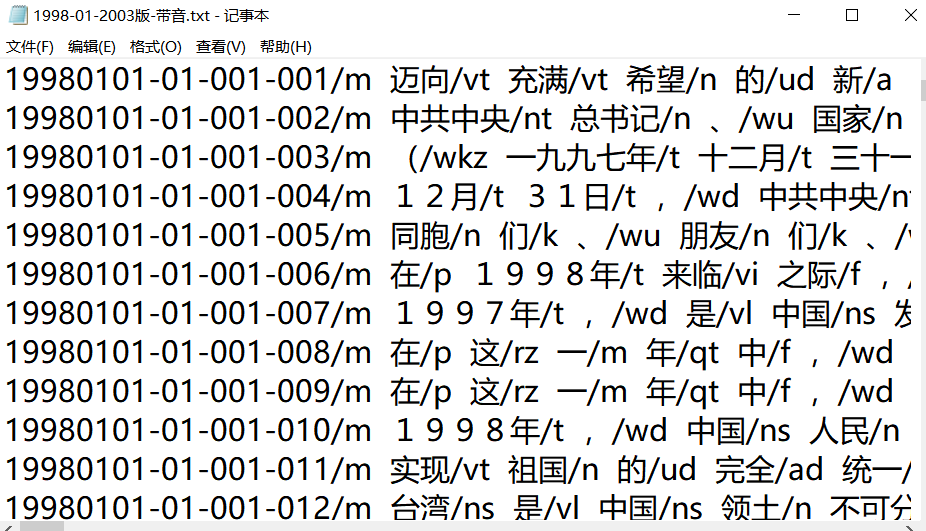 1998-01-2003版-带音.txt - 记事本
文件(F) 编辑(E) 格式(O) 查看(V) 帮助(H)
19980101-01-001-001/m 迈向/vt 充满/vt 希望/n 的/ud 新/a
19980101-01-001-002/m 中共中央/nt 总书记/n 、/wu 国家/n
19980101-01-001-003/m （/wkz 一九九七年/t 十二月/t 三十一
19980101-01-001-004/m １２月/t ３１日/t ，/wd 中共中央/n
19980101-01-001-005/m 同胞/n 们/k 、/wu 朋友/n 们/k 、/
19980101-01-001-006/m 在/p １９９８年/t 来临/vi 之际/f ，/
19980101-01-001-007/m １９９７年/t ，/wd 是/vl 中国/ns 发
19980101-01-001-008/m 在/p 这/rz 一/m 年/qt 中/f ，/wd
19980101-01-001-009/m 在/p 这/rz 一/m 年/qt 中/f ，/wd
19980101-01-001-010/m １９９８年/t ，/wd 中国/ns 人民/n
19980101-01-001-011/m 实现/vt 祖国/n 的/ud 完全/ad 统一/
19980101-01-001-012/m 台湾/ns 是/vl 中国/ns 领土/n 不可分